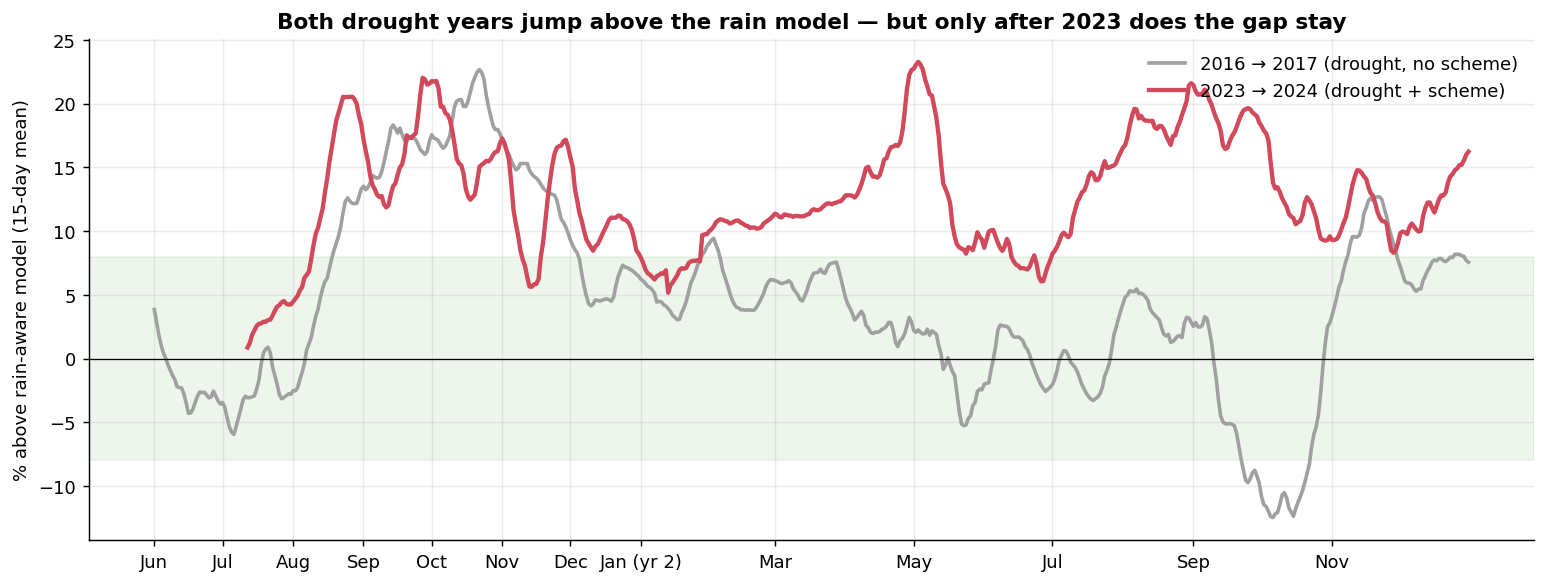 Both drought years jump above the rain model — but only after 2023 does the gap stay
% above rain-aware model (15-day mean)
25
20
15
10
5
0
−5
−10
2016 → 2017 (drought, no scheme)
2023 → 2024 (drought + scheme)
Jun Jul Aug Sep Oct Nov Dec Jan (yr 2) Mar May Jul Sep Nov